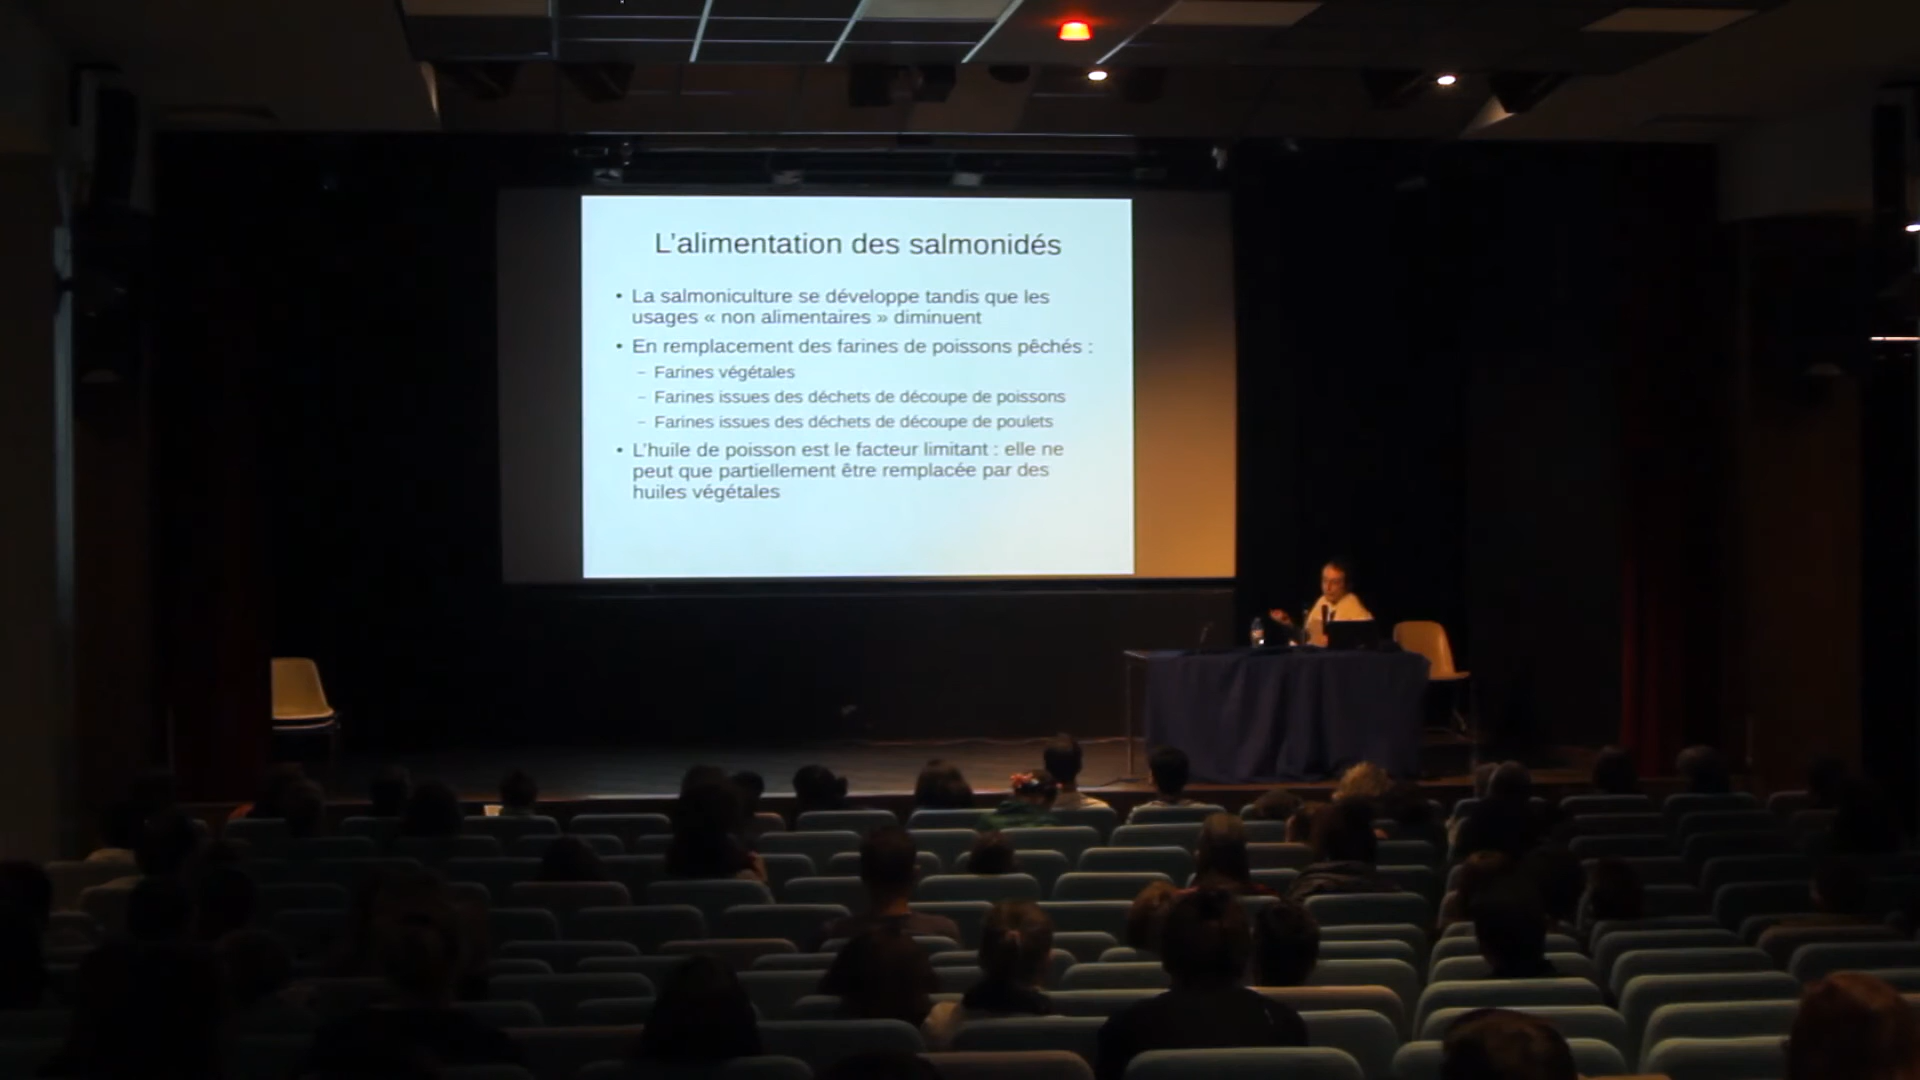 L'alimentation des salmonidés
• La salmoniculture se développe tandis que les
usages « non alimentaires » diminuent
• En remplacement des farines de poissons pêchés :
– Farines végétales
– Farines issues des déchets de découpe de poissons
– Farines issues des déchets de découpe de poulets
• L'huile de poisson est le facteur limitant : elle ne
peut que partiellement être remplacée par des
huiles végétales